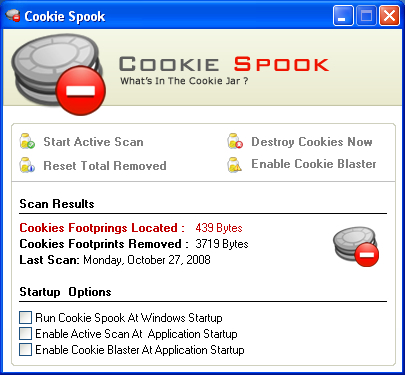 Cookie Spook
COOKIE SPOOK
What's In The Cookie Jar ?
Start Active Scan
Destroy Cookies Now
Reset Total Removed
Enable Cookie Blaster
Scan Results
Cookies Footprings Located : 439 Bytes
Cookies Footprints Removed : 3719 Bytes
Last Scan: Monday, October 27, 2008
Startup Options
Run Cookie Spook At Windows Startup
Enable Active Scan At Application Startup
Enable Cookie Blaster At Application Startup